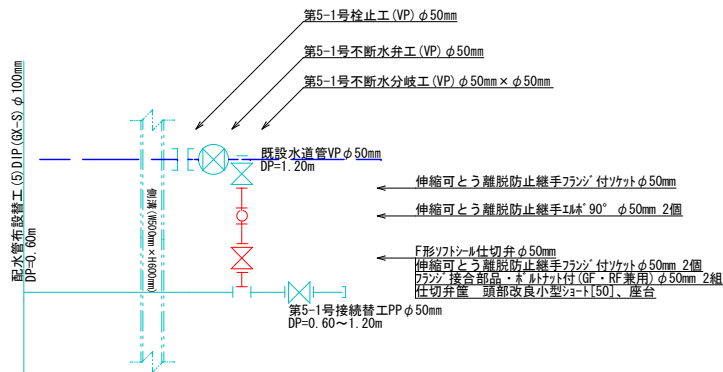 第5-1号栓止工(VP)φ50mm
第5-1号不断水弁工(VP)φ50mm
第5-1号不断水分岐工(VP)φ50mm×φ50mm
既設水道管VPφ50mm
DP=1.20m
配水管布設替工(5)DIP(GX-S)φ100mm
DP=0.60m
側溝(W500mm×H600mm)
伸縮可とう離脱防止継手フランジ付ソケットφ50mm
伸縮可とう離脱防止継手エルボ90°φ50mm 2個
F形ソフトシール仕切弁φ50mm
伸縮可とう離脱防止継手フランジ付ソケットφ50mm 2個
フランジ接合部品・ボルトナット付(GF・RF兼用)φ50mm 2組
仕切弁筐 頭部改良小型ショート[50]、座台
第5-1号接続替工PPφ50mm
DP=0.60～1.20m